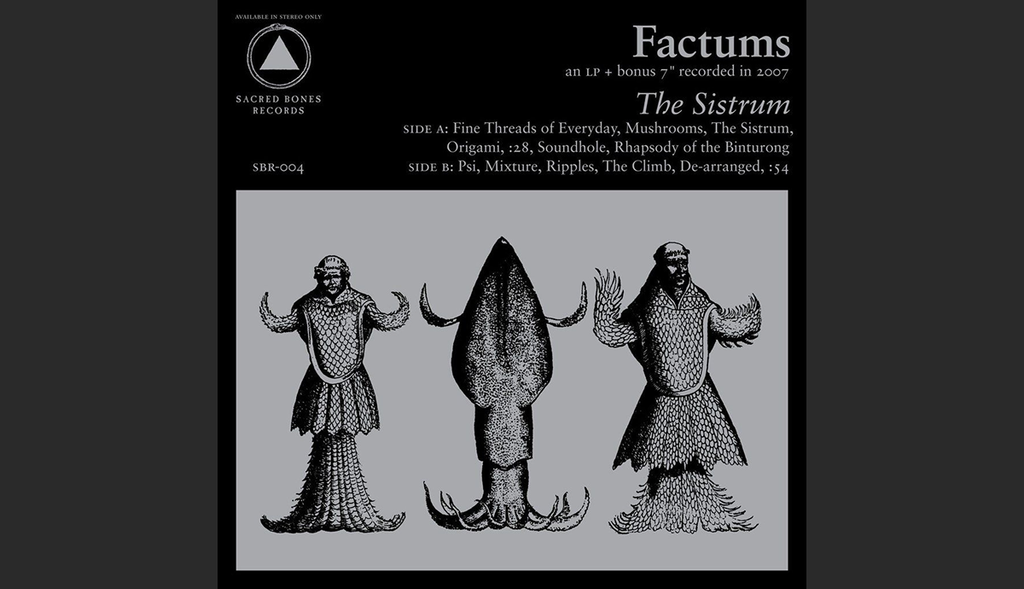 AVAILABLE IN STEREO ONLY
SACRED BONES
RECORDS
SBR-004
Factums
an LP + bonus 7" recorded in 2007
The Sistrum
SIDE A: Fine Threads of Everyday, Mushrooms, The Sistrum,
Origami, :28, Soundhole, Rhapsody of the Binturong
SIDE B: Psi, Mixture, Ripples, The Climb, De-arranged, :54